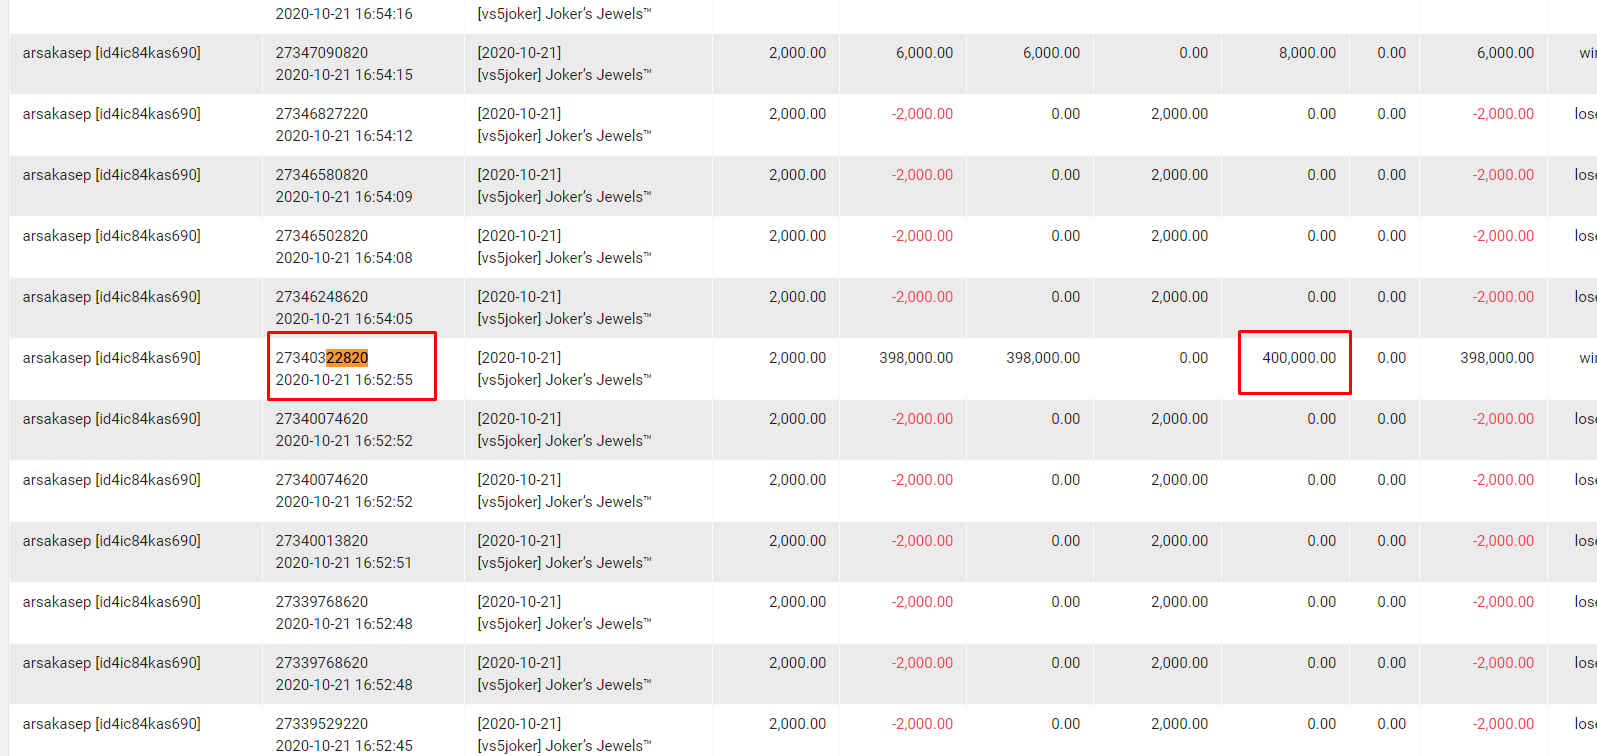 2020-10-21 16:54:16 [vs5joker] Joker’s Jewels™
arsakasep [id4ic84kas690] 27347090820 [2020-10-21] 2,000.00 6,000.00 6,000.00 0.00 8,000.00 0.00 6,000.00
2020-10-21 16:54:15 [vs5joker] Joker’s Jewels™
arsakasep [id4ic84kas690] 27346827220 [2020-10-21] 2,000.00 -2,000.00 0.00 2,000.00 0.00 0.00 -2,000.00
2020-10-21 16:54:12 [vs5joker] Joker’s Jewels™
arsakasep [id4ic84kas690] 27346580820 [2020-10-21] 2,000.00 -2,000.00 0.00 2,000.00 0.00 0.00 -2,000.00
2020-10-21 16:54:09 [vs5joker] Joker’s Jewels™
arsakasep [id4ic84kas690] 27346502820 [2020-10-21] 2,000.00 -2,000.00 0.00 2,000.00 0.00 0.00 -2,000.00
2020-10-21 16:54:08 [vs5joker] Joker’s Jewels™
arsakasep [id4ic84kas690] 27346248620 [2020-10-21] 2,000.00 -2,000.00 0.00 2,000.00 0.00 0.00 -2,000.00
2020-10-21 16:54:05 [vs5joker] Joker’s Jewels™
arsakasep [id4ic84kas690] 27340322820 [2020-10-21] 2,000.00 398,000.00 398,000.00 0.00 400,000.00 0.00 398,000.00
2020-10-21 16:52:55 [vs5joker] Joker’s Jewels™
arsakasep [id4ic84kas690] 27340074620 [2020-10-21] 2,000.00 -2,000.00 0.00 2,000.00 0.00 0.00 -2,000.00
2020-10-21 16:52:52 [vs5joker] Joker’s Jewels™
arsakasep [id4ic84kas690] 27340074620 [2020-10-21] 2,000.00 -2,000.00 0.00 2,000.00 0.00 0.00 -2,000.00
2020-10-21 16:52:52 [vs5joker] Joker’s Jewels™
arsakasep [id4ic84kas690] 27340013820 [2020-10-21] 2,000.00 -2,000.00 0.00 2,000.00 0.00 0.00 -2,000.00
2020-10-21 16:52:51 [vs5joker] Joker’s Jewels™
arsakasep [id4ic84kas690] 27339768620 [2020-10-21] 2,000.00 -2,000.00 0.00 2,000.00 0.00 0.00 -2,000.00
2020-10-21 16:52:48 [vs5joker] Joker’s Jewels™
arsakasep [id4ic84kas690] 27339768620 [2020-10-21] 2,000.00 -2,000.00 0.00 2,000.00 0.00 0.00 -2,000.00
2020-10-21 16:52:48 [vs5joker] Joker’s Jewels™
arsakasep [id4ic84kas690] 27339529220 [2020-10-21] 2,000.00 -2,000.00 0.00 2,000.00 0.00 0.00 -2,000.00
2020-10-21 16:52:45 [vs5joker] Joker’s Jewels™